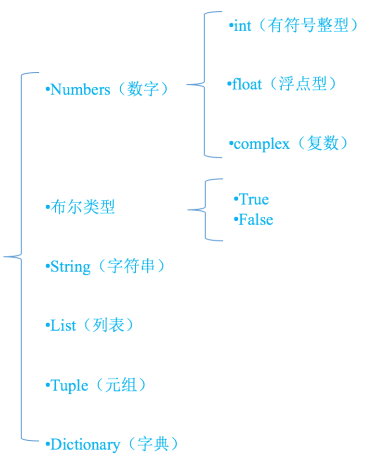 •int（有符号整型）
•Numbers（数字）
•float（浮点型）
•complex（复数）
•布尔类型
•True
•False
•String（字符串）
•List（列表）
•Tuple（元组）
•Dictionary（字典）